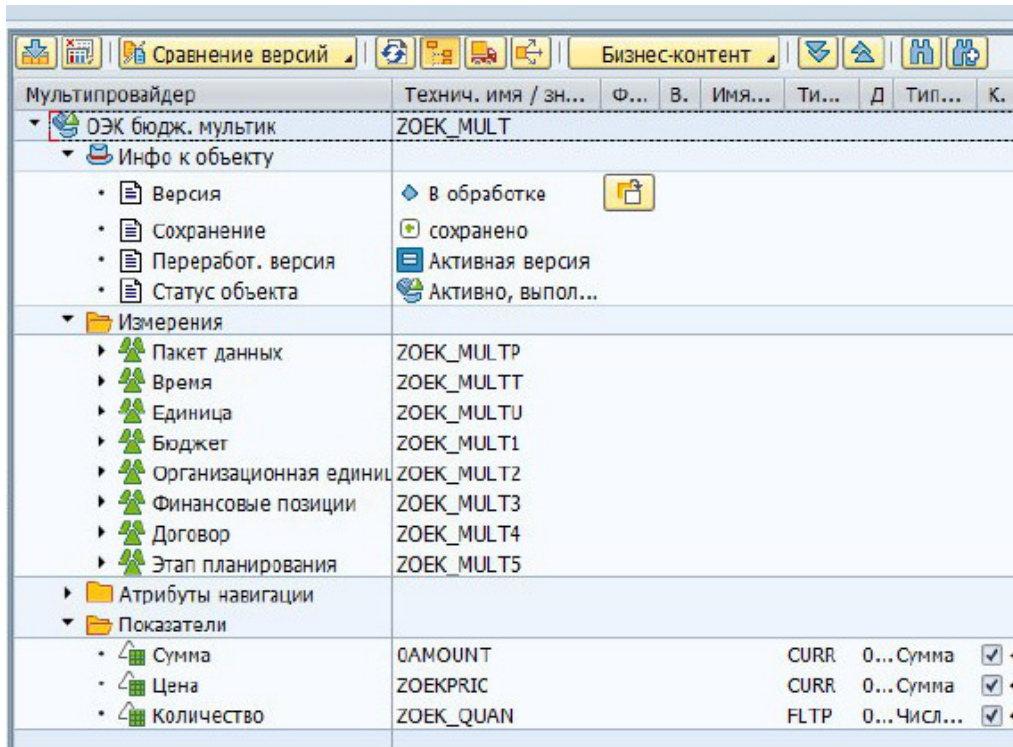 Сравнение версий Бизнес-контент
Мультипровайдер Технич. имя / зн... Ф... В. Имя... Ти... Д Тип... К.
ОЭК бюдж. мультик ZOEK_MULT
Инфо к объекту
Версия В обработке
Сохранение сохранено
Переработ. версия Активная версия
Статус объекта Активно, выпол...
Измерения
Пакет данных ZOEK_MULTP
Время ZOEK_MULTT
Единица ZOEK_MULTU
Бюджет ZOEK_MULT1
Организационная единиц ZOEK_MULT2
Финансовые позиции ZOEK_MULT3
Договор ZOEK_MULT4
Этап планирования ZOEK_MULT5
Атрибуты навигации
Показатели
Сумма 0AMOUNT CURR 0... Сумма
Цена ZOEKPRIC CURR 0... Сумма
Количество ZOEK_QUAN FLTP 0... Числ...